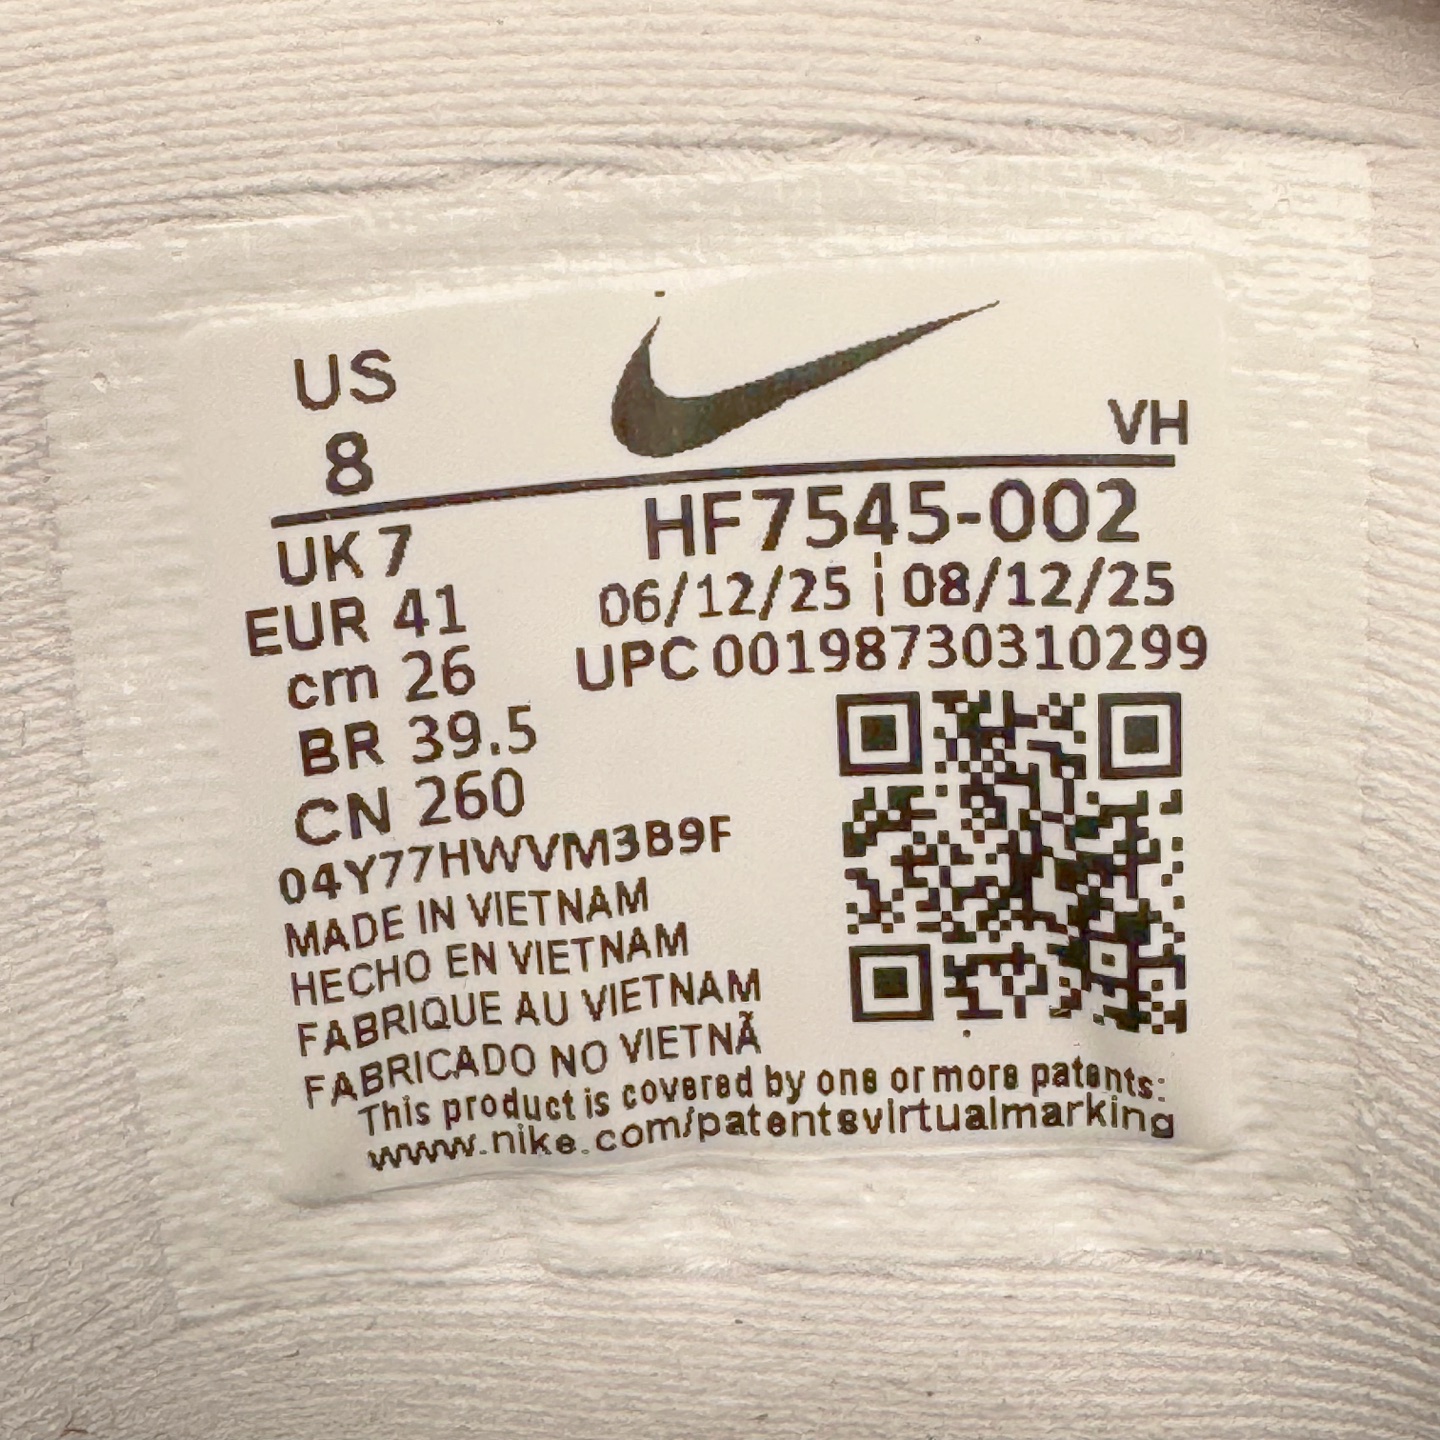 US
8
VH
UK 7
HF7545-002
EUR 41
06/12/25 | 08/12/25
cm 26
UPC 00198730310299
BR 39.5
CN 260
04Y77HWVM3B9F
MADE IN VIETNAM
HECHO EN VIETNAM
FABRIQUE AU VIETNAM
FABRICADO NO VIETNÃ
This product is covered by one or more patents:
www.nike.com/patentsvirtualmarking